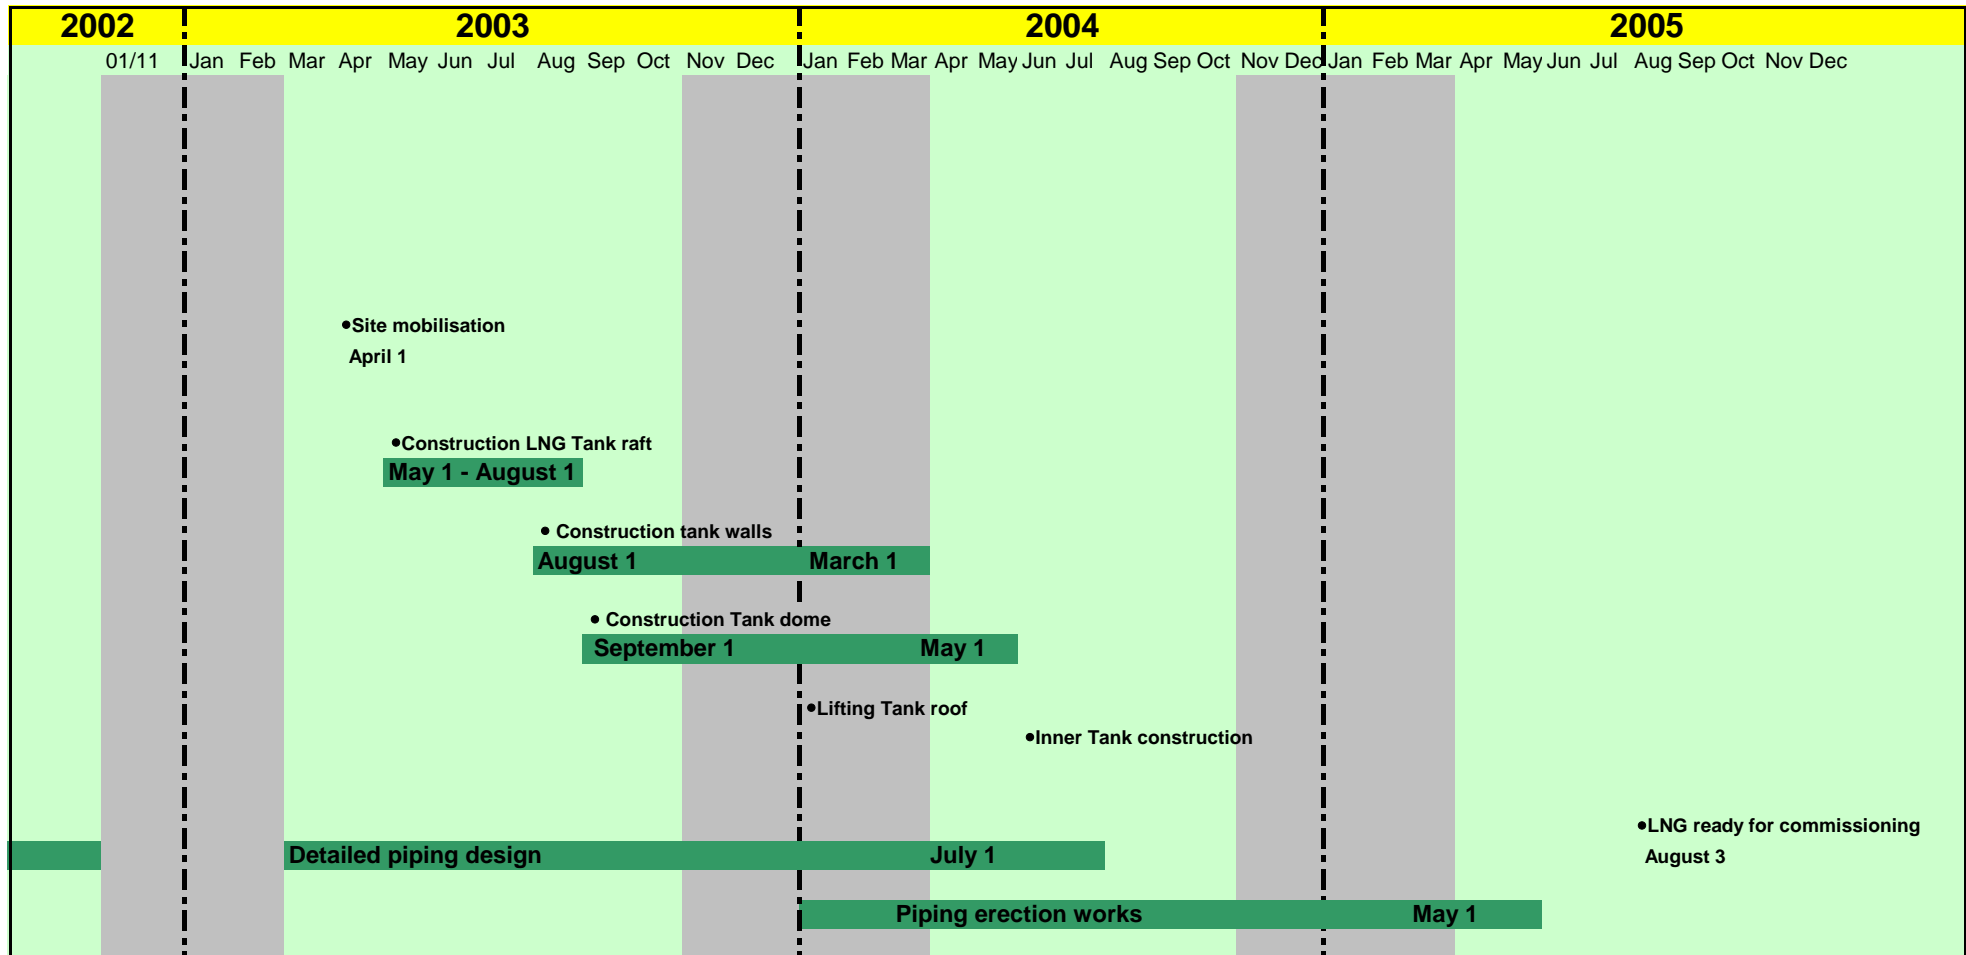 2002 2003 2004 2005
01/11 Jan Feb Mar Apr May Jun Jul Aug Sep Oct Nov Dec Jan Feb Mar Apr May Jun Jul Aug Sep Oct Nov Dec Jan Feb Mar Apr May Jun Jul Aug Sep Oct Nov Dec
•Site mobilisation
April 1
•Construction LNG Tank raft
May 1 - August 1
• Construction tank walls
August 1 March 1
• Construction Tank dome
September 1 May 1
•Lifting Tank roof
•Inner Tank construction
•LNG ready for commissioning
Detailed piping design July 1 August 3
Piping erection works May 1